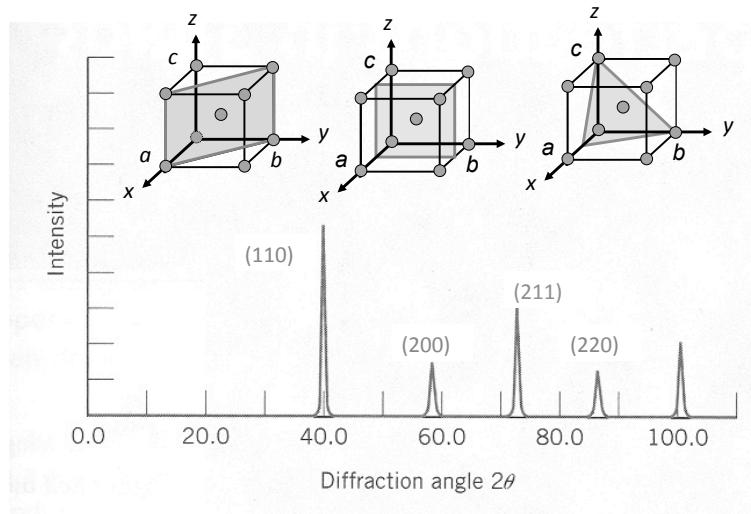 z
c
y
a
b
x
z
c
y
a
b
x
z
c
y
a
b
x
Intensity
(110)
(200)
(211)
(220)
0.0
20.0
40.0
60.0
80.0
100.0
Diffraction angle 2θ